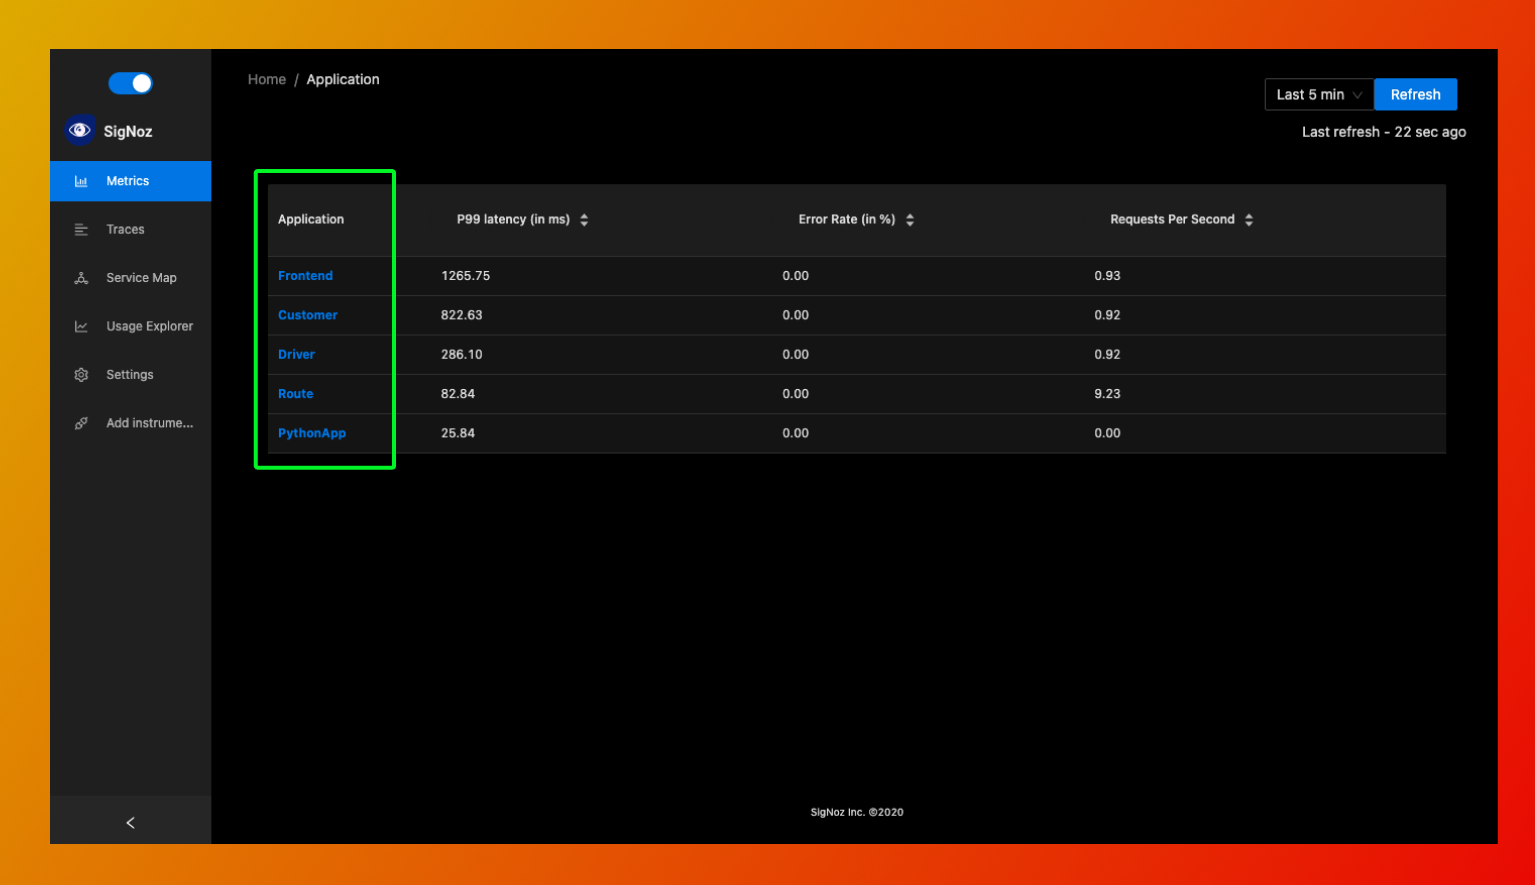 Home / Application
Last 5 min
Refresh
SigNoz
Last refresh - 22 sec ago
Metrics
Traces
Service Map
Usage Explorer
Settings
Add instrume...
Application P99 latency (in ms) Error Rate (in %) Requests Per Second
Frontend 1265.75 0.00 0.93
Customer 822.63 0.00 0.92
Driver 286.10 0.00 0.92
Route 82.84 0.00 9.23
PythonApp 25.84 0.00 0.00
SigNoz Inc. ©2020